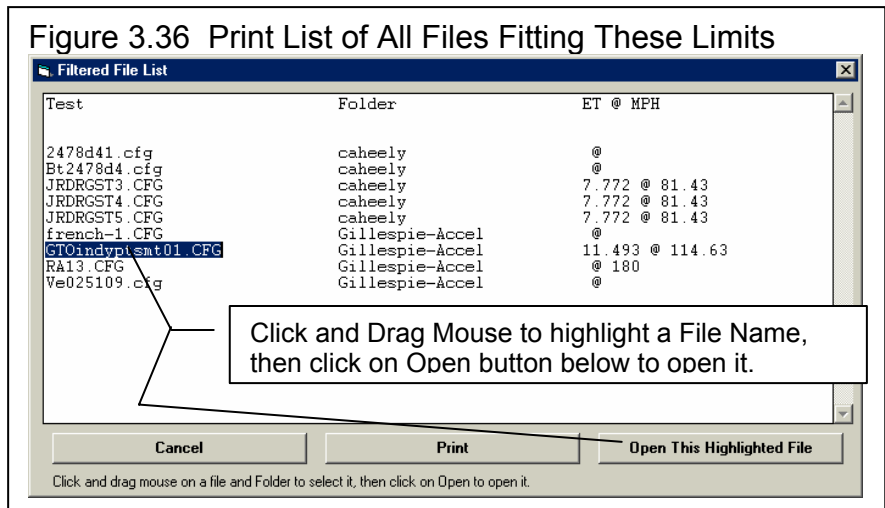 Figure 3.36 Print List of All Files Fitting These Limits
Filtered File List
Test Folder ET @ MPH
2478d41.cfg caheely @
Bt2478d4.cfg caheely @
JRDRGST3.CFG caheely 7.772 @ 81.43
JRDRGST4.CFG caheely 7.772 @ 81.43
JRDRGST5.CFG caheely 7.772 @ 81.43
french-1.CFG Gillespie-Accel @
GTOindyptsmt01.CFG Gillespie-Accel 11.493 @ 114.63
RA13.CFG Gillespie-Accel @ 180
Ve025109.cfg Gillespie-Accel @
Click and Drag Mouse to highlight a File Name,
then click on Open button below to open it.
Cancel Print Open This Highlighted File
Click and drag mouse on a file and Folder to select it, then click on Open to open it.